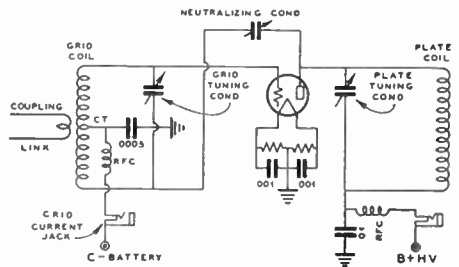 NEUTRALIZING COND
GRID
COIL
PLATE
COIL
GRID
TUNING
COND
PLATE
TUNING
COND
COUPLING
LINK
CT
.0005
RFC
.001
.001
GRID
CURRENT
JACK
C-BATTERY
.01
RFC
B+HV